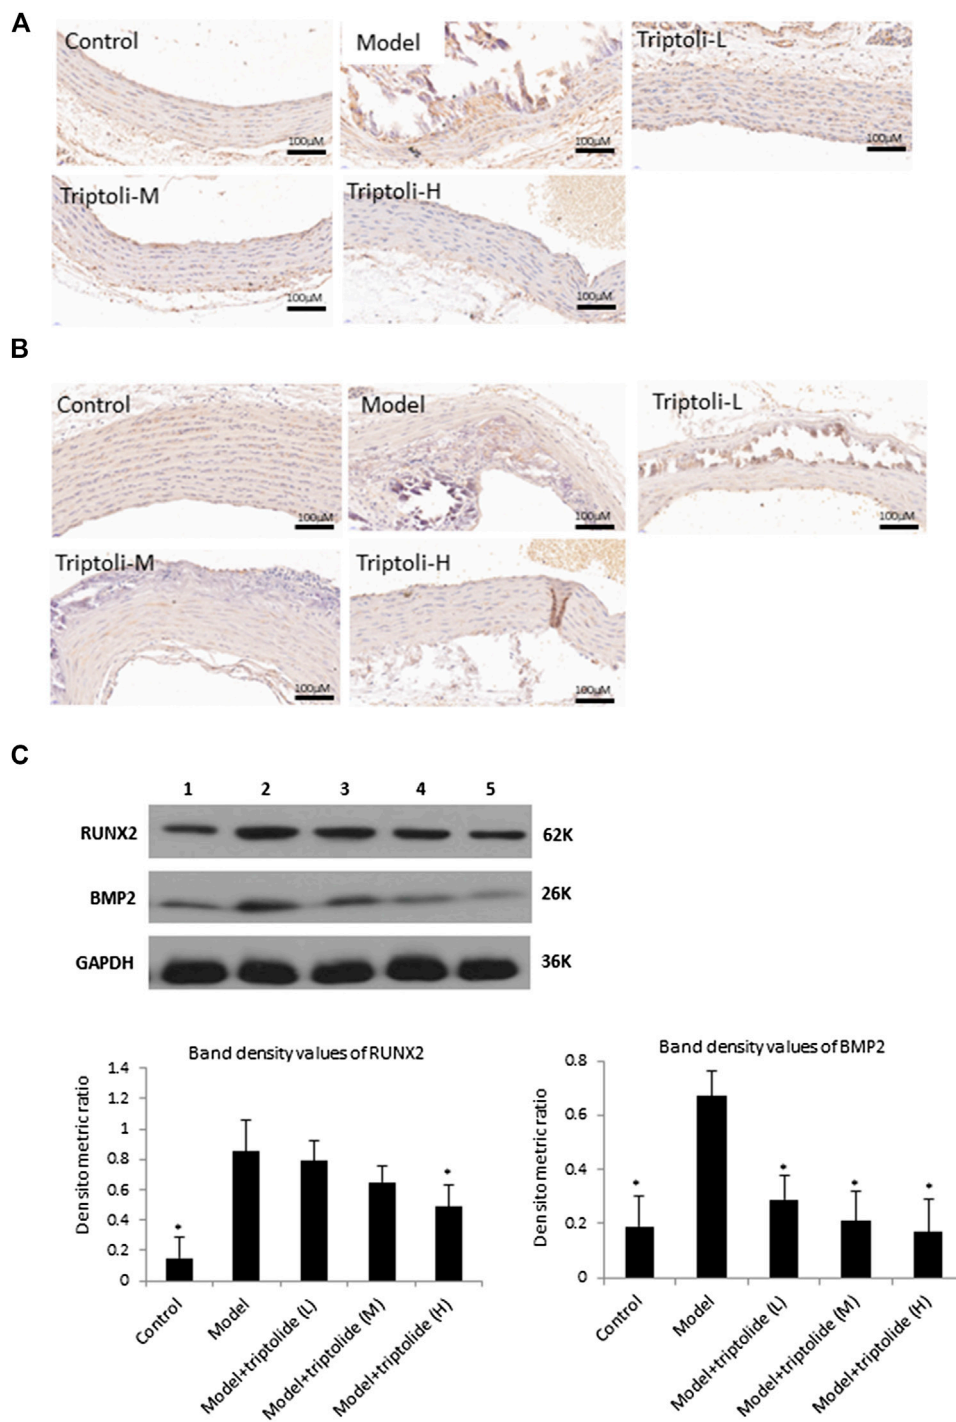 A
Control
Model
Triptoli-L
100µM
100µM
100µM
Triptoli-M
Triptoli-H
100µM
100µM
B
Control
Model
Triptoli-L
100µM
100µM
100µM
Triptoli-M
Triptoli-H
100µM
100µM
C
1 2 3 4 5
RUNX2 62K
BMP2 26K
GAPDH 36K
Band density values of RUNX2
Densitometric ratio
1.4
1.2
1
0.8
0.6
0.4
0.2
0
*
*
Control
Model
Model+triptolide (L)
Model+triptolide (M)
Model+triptolide (H)
Band density values of BMP2
Densitometric ratio
0.8
0.6
0.4
0.2
0
*
*
*
*
Control
Model
Model+triptolide (L)
Model+triptolide (M)
Model+triptolide (H)